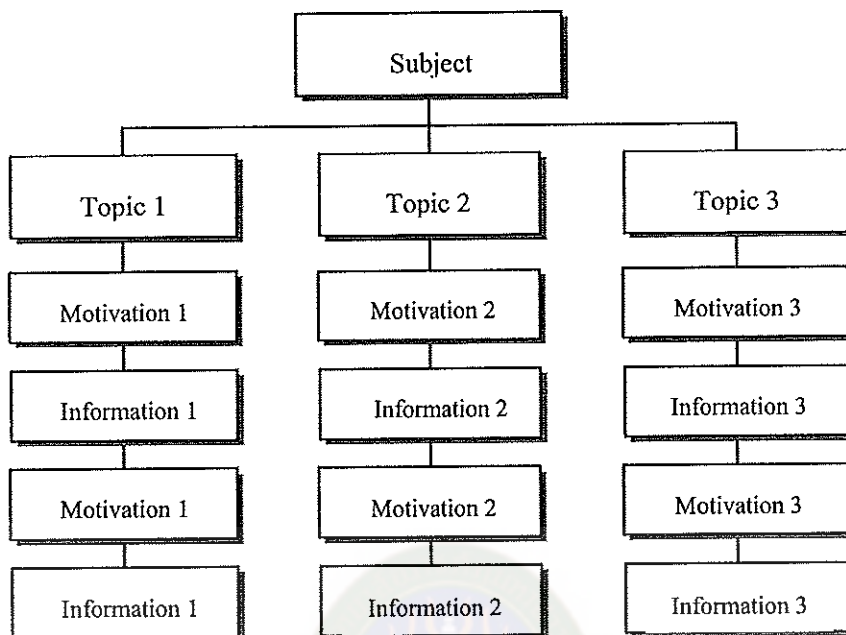 Subject
Topic 1
Topic 2
Topic 3
Motivation 1
Motivation 2
Motivation 3
Information 1
Information 2
Information 3
Motivation 1
Motivation 2
Motivation 3
Information 1
Information 2
Information 3